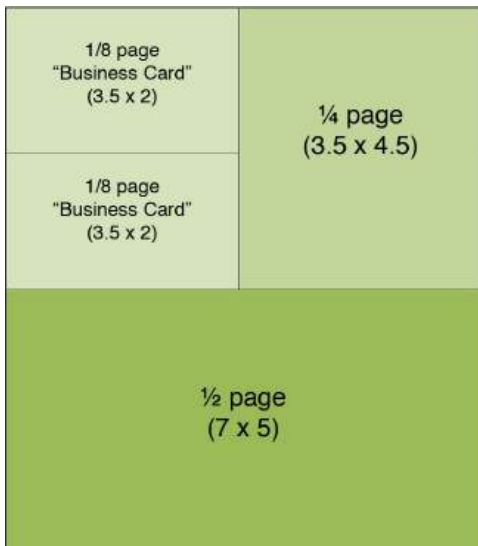 1/8 page
“Business Card”
(3.5 x 2)
¼ page
(3.5 x 4.5)
1/8 page
“Business Card”
(3.5 x 2)
½ page
(7 x 5)